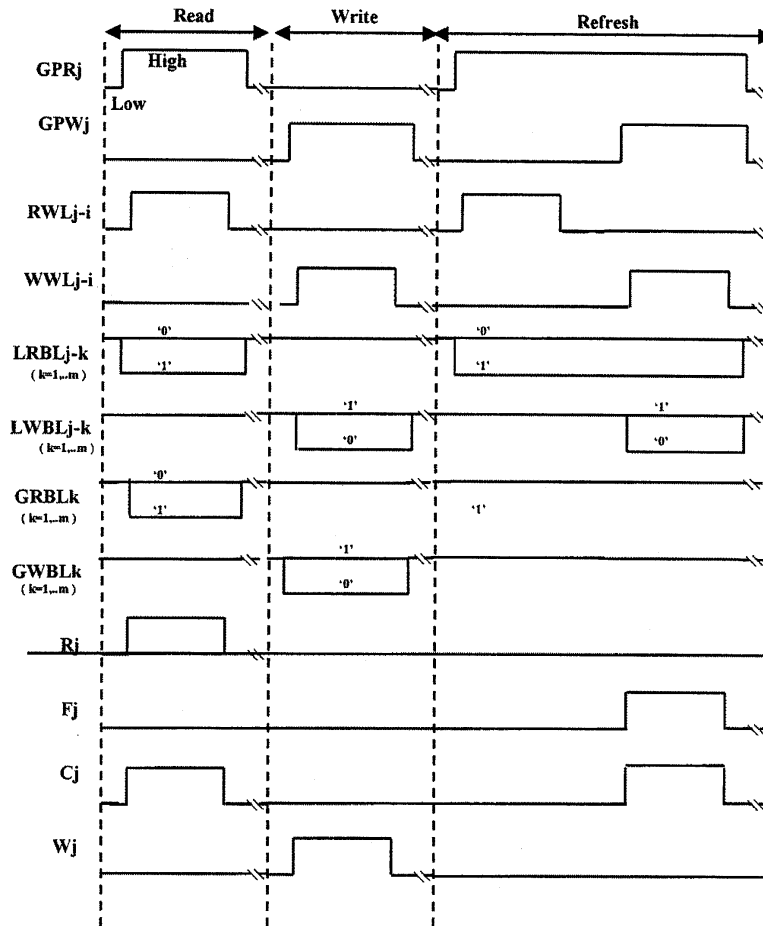 Read Write Refresh
GPRj High
Low
GPWj
RWLj-i
WWLj-i
'0' '0'
LRBLj-k '1' '1'
(k=1,..m)
'1' '1'
LWBLj-k
(k=1,..m) '0' '0'
'0'
GRBLk '1' '1'
(k=1,..m)
'1'
GWBLk
(k=1,..m) '0'
Rj
Fj
Cj
Wj